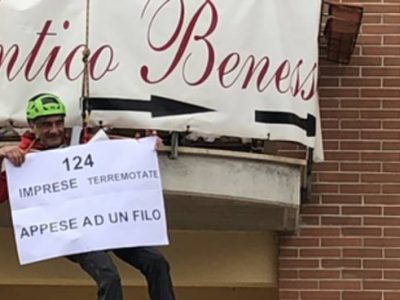 ntico Beness
124
IMPRESE TERREMOTATE
APPESE AD UN FILO